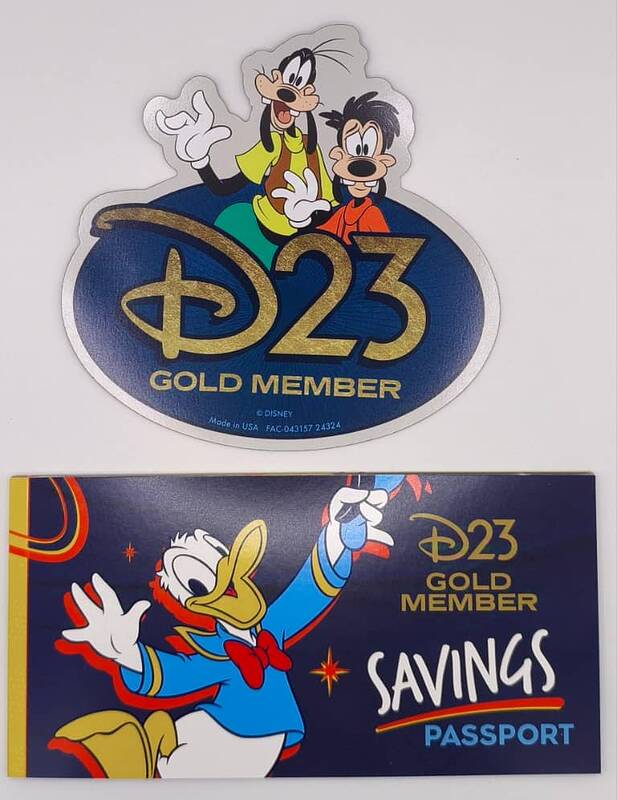 D23
GOLD MEMBER
© DISNEY
Made in USA FAC-043157 24324
D23
GOLD
MEMBER
SAVINGS
PASSPORT